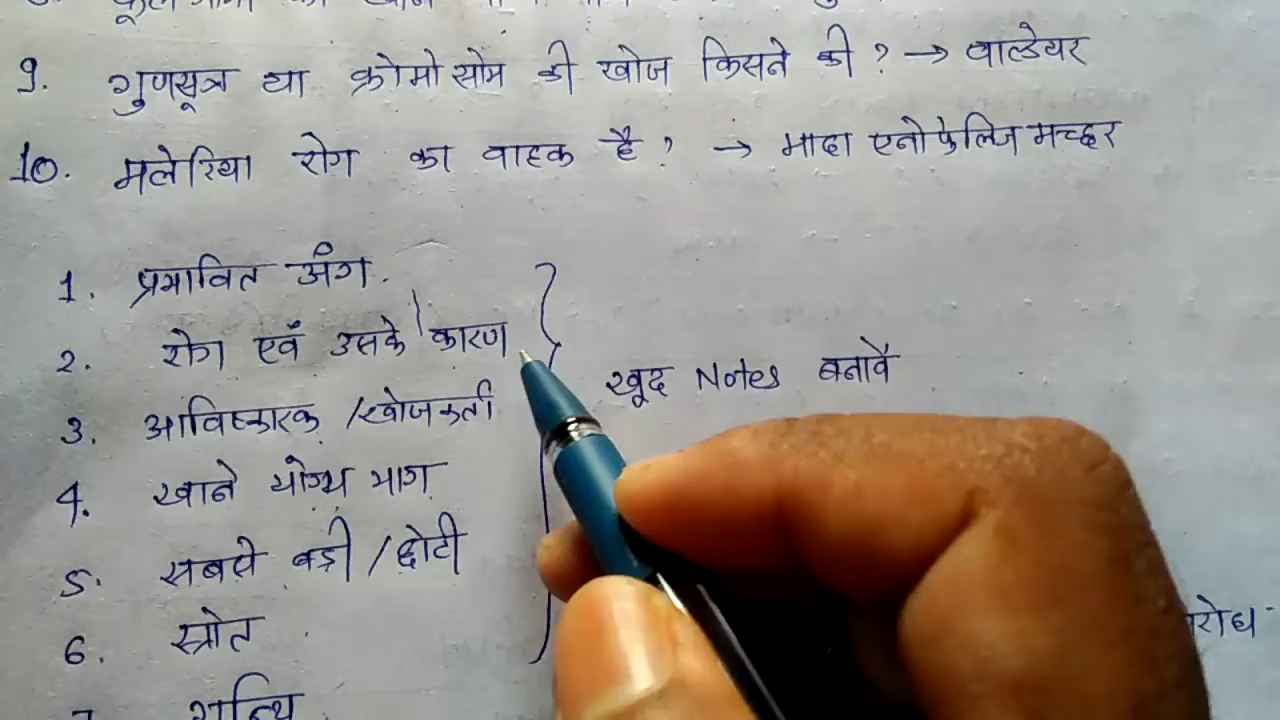 9. गुणसूत्र या क्रोमोसोम की खोज किसने की ? → वाल्डेयर
10. मलेरिया रोग का वाहक है ? → मादा एनोफेलिज मच्छर
1. प्रभावित अंग.
2. रोग एवं उसके कारण
3. आविष्कारक /खोजकर्ता
खुद Notes बनावै
4. खाने योग्य भाग
5. सबसे बड़ी /छोटी
6. स्रोत